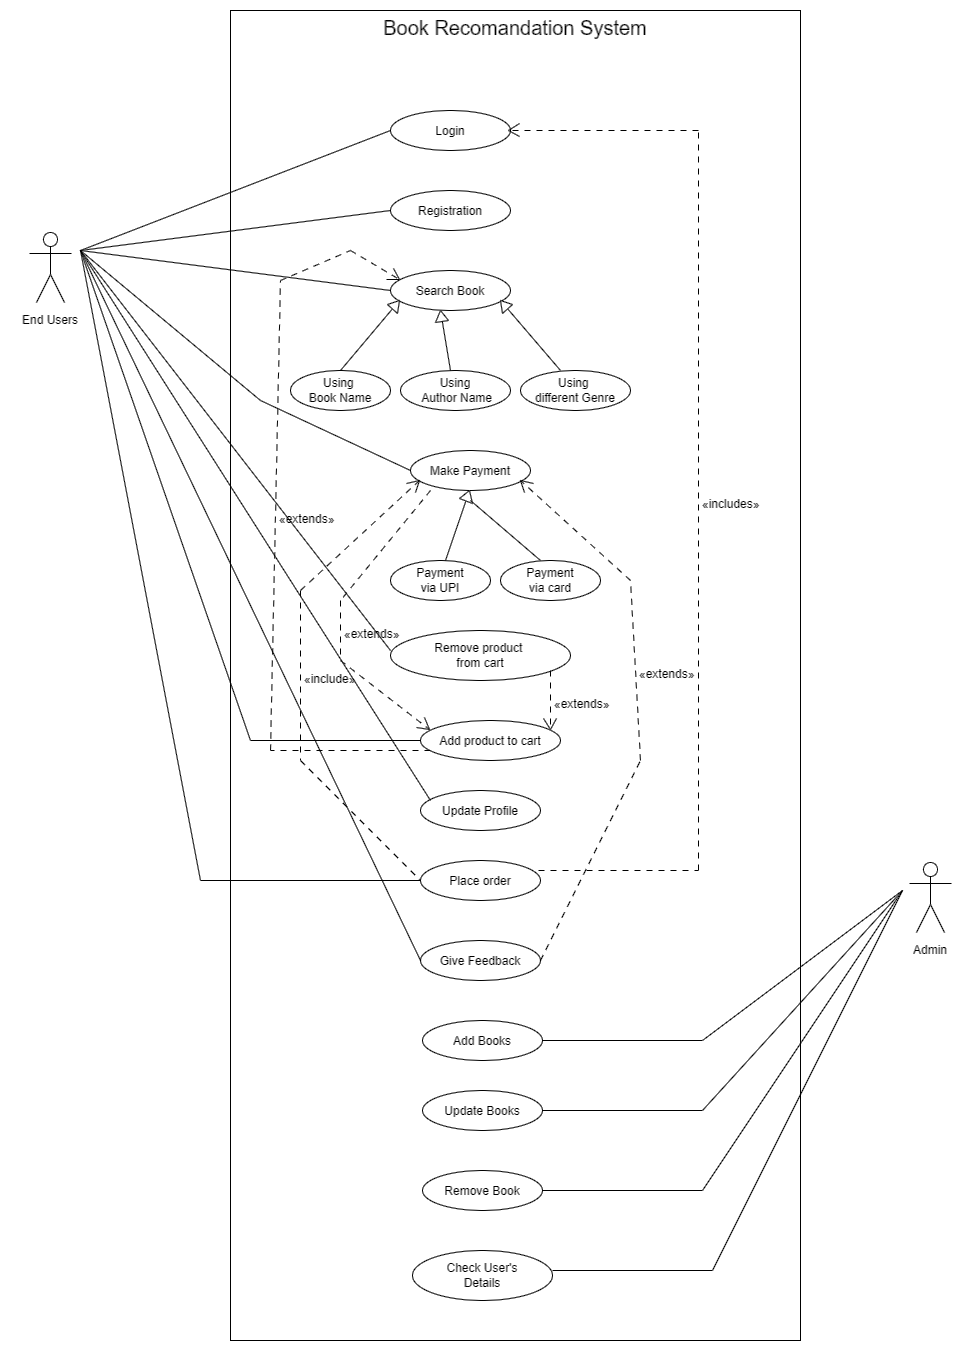 Book Recomandation System
Login
Registration
End Users
Search Book
Using
Book Name
Using
Author Name
Using
different Genre
Make Payment
«includes»
«extends»
Payment
via UPI
Payment
via card
«extends»
Remove product
from cart
«include»
«extends»
«extends»
Add product to cart
Update Profile
Place order
Admin
Give Feedback
Add Books
Update Books
Remove Book
Check User's
Details